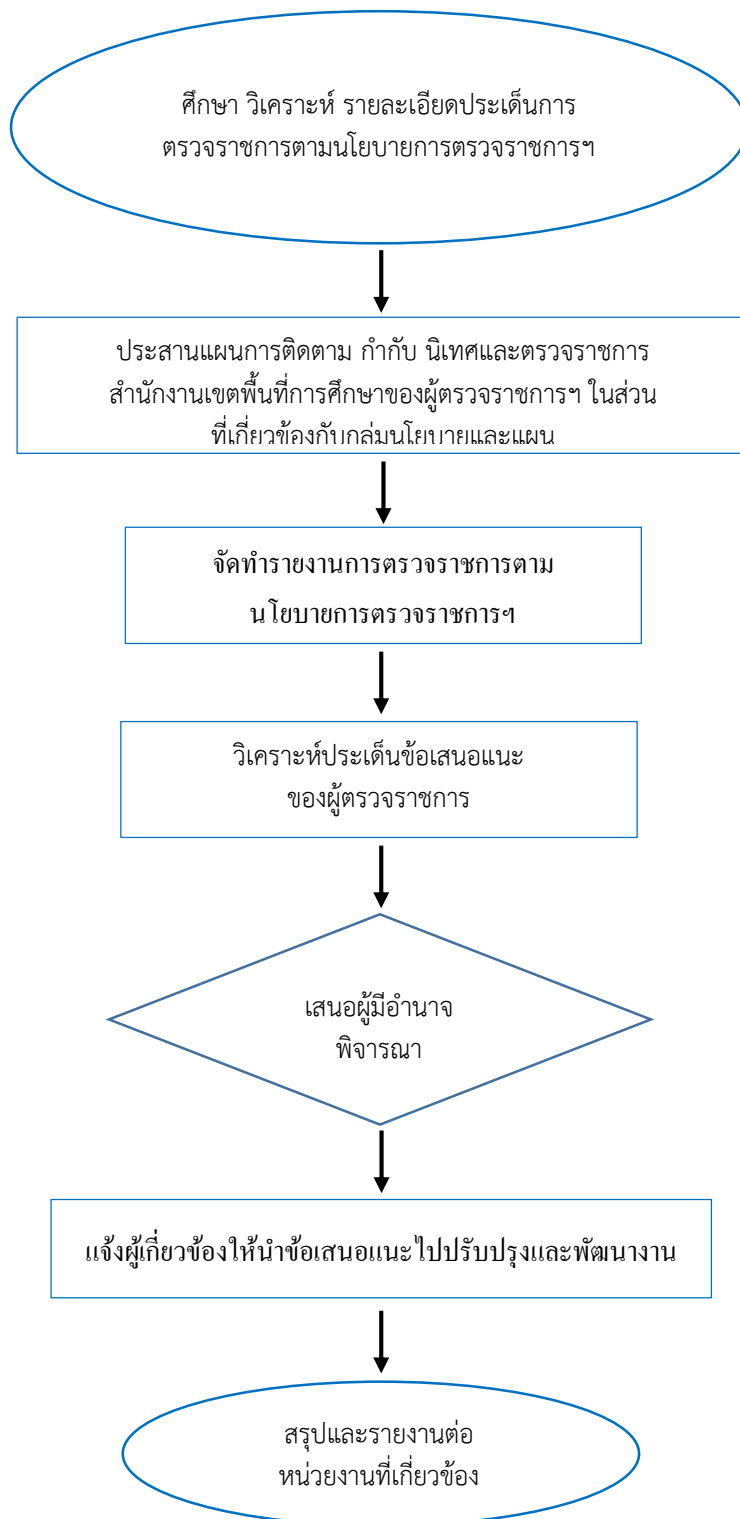 ศึกษา วิเคราะห์ รายละเอียดประเด็นการ
ตรวจราชการตามนโยบายการตรวจราชการฯ
ประสานแผนการติดตาม กำกับ นิเทศและตรวจราชการ
สำนักงานเขตพื้นที่การศึกษาของผู้ตรวจราชการฯ ในส่วน
ที่เกี่ยวข้องกับกลุ่มนโยบายและแผน
จัดทำรายงานการตรวจราชการตาม
นโยบายการตรวจราชการฯ
วิเคราะห์ประเด็นข้อเสนอแนะ
ของผู้ตรวจราชการ
เสนอผู้มีอำนาจ
พิจารณา
แจ้งผู้เกี่ยวข้องให้นำข้อเสนอแนะไปปรับปรุงและพัฒนางาน
สรุปและรายงานต่อ
หน่วยงานที่เกี่ยวข้อง